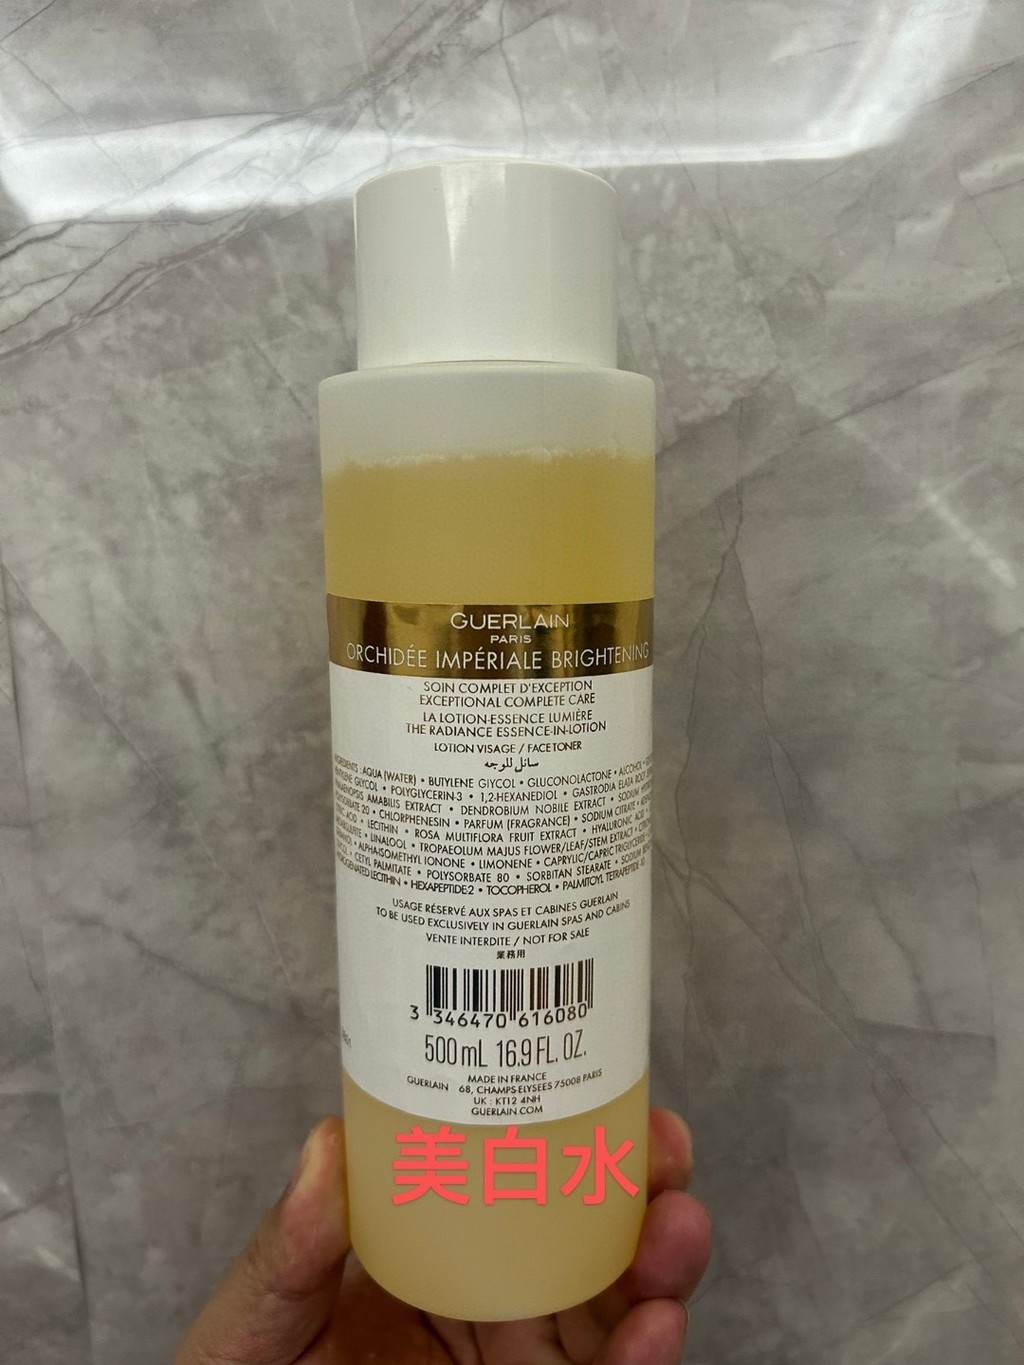 GUERLAIN
PARIS
ORCHIDÉE IMPÉRIALE BRIGHTENING
SOIN COMPLET D'EXCEPTION
EXCEPTIONAL COMPLETE CARE
LA LOTION-ESSENCE LUMIÈRE
THE RADIANCE ESSENCE-IN-LOTION
LOTION VISAGE / FACE TONER
سائل للوجه
INGREDIENTS : AQUA (WATER) • BUTYLENE GLYCOL • GLUCONOLACTONE • ALCOHOL •
GLYCOL • POLYGLYCERIN-3 • 1,2-HEXANEDIOL • GASTRODIA ELATA ROOT
AMABILIS EXTRACT • DENDROBIUM NOBILE EXTRACT • SODIUM
20 • CHLORPHENESIN • PARFUM (FRAGRANCE) • SODIUM CITRATE •
ACID • LECITHIN • ROSA MULTIFLORA FRUIT EXTRACT • HYALURONIC ACID •
• LINALOOL • TROPAEOLUM MAJUS FLOWER/LEAF/STEM EXTRACT •
• ALPHA-ISOMETHYL IONONE • LIMONENE • CAPRYLIC/CAPRIC TRIGLYCERIDE •
• CETYL PALMITATE • POLYSORBATE 80 • SORBITAN STEARATE • SODIUM
HYDROGENATED LECITHIN • HEXAPEPTIDE-2 • TOCOPHEROL • PALMITOYL TETRAPEPTIDE
USAGE RÉSERVÉ AUX SPAS ET CABINES GUERLAIN
TO BE USED EXCLUSIVELY IN GUERLAIN SPAS AND CABINS
VENTE INTERDITE / NOT FOR SALE
業務用
3 346470 616080
500 mL 16.9 FL. OZ.
MADE IN FRANCE
GUERLAIN 68, CHAMPS-ELYSEES 75008 PARIS
UK : KT12 4NH
GUERLAIN.COM
美白水